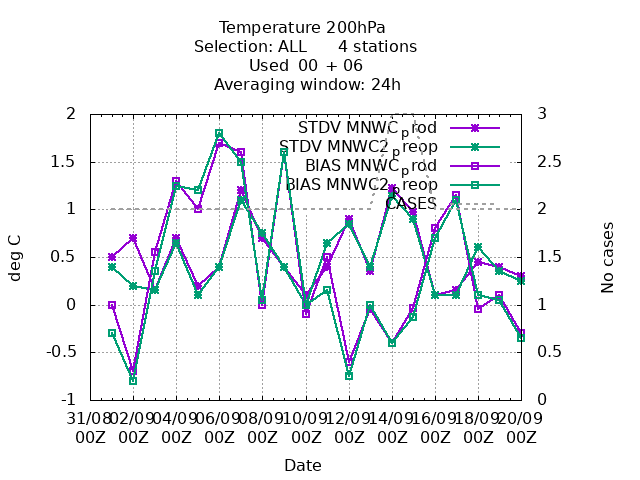 Temperature 200hPa
Selection: ALL 4 stations
Used 00 + 06
Averaging window: 24h
STDV MNWC_prod
STDV MNWC2_preop
BIAS MNWC_prod
BIAS MNWC2_preop
CASES
deg C
2
1.5
1
0.5
0
-0.5
-1
3
2.5
2
1.5
1
0.5
0
No cases
31/08 02/09 04/09 06/09 08/09 10/09 12/09 14/09 16/09 18/09 20/09
00Z 00Z 00Z 00Z 00Z 00Z 00Z 00Z 00Z 00Z 00Z
Date